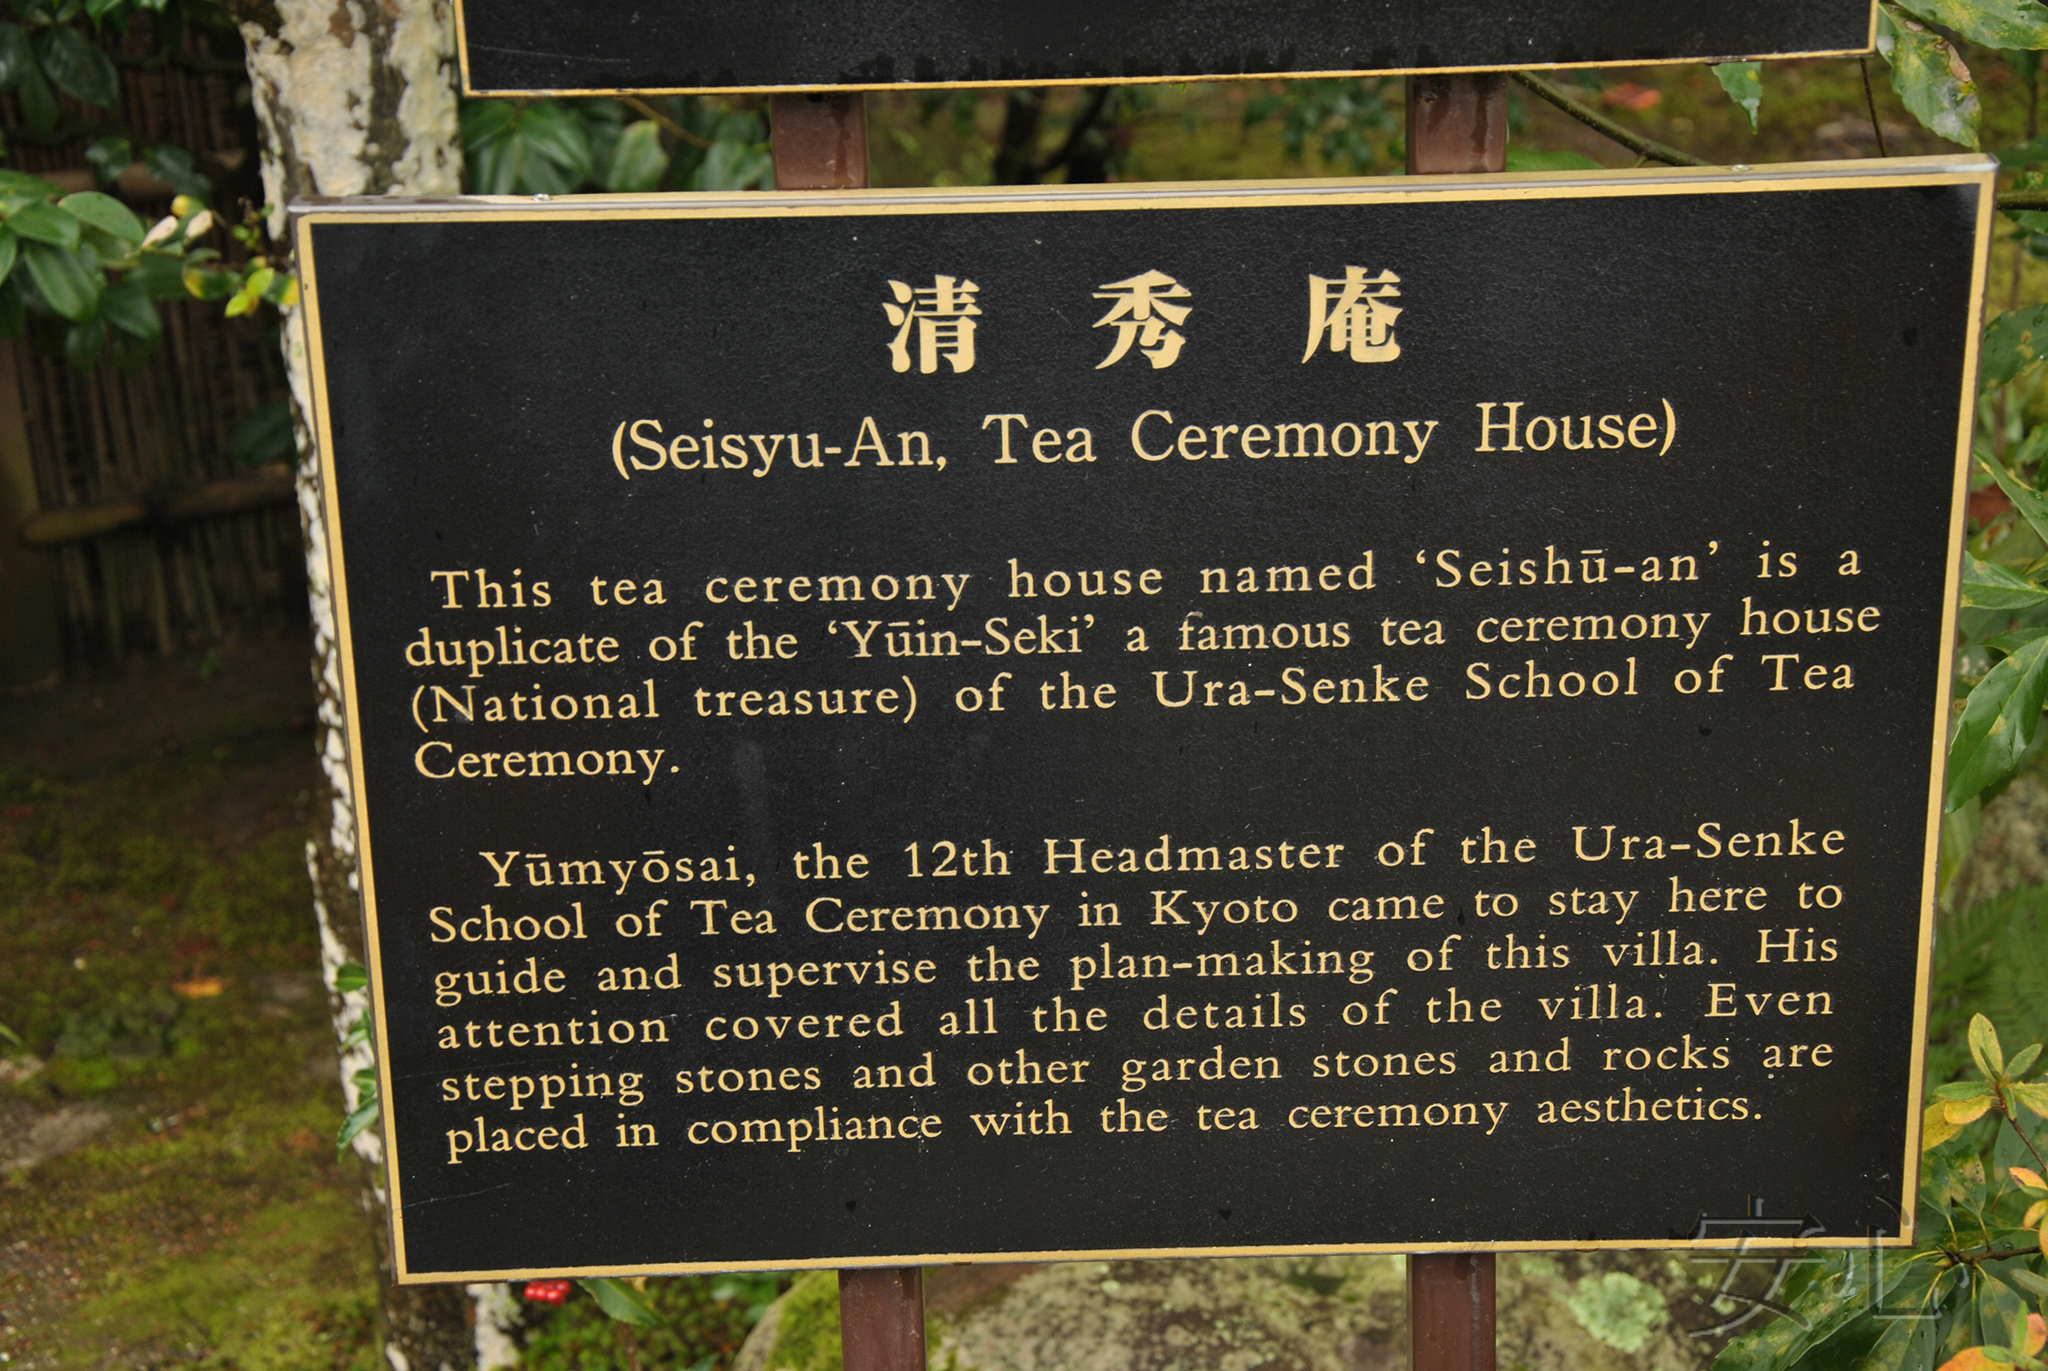 清秀庵
(Seisyu-An, Tea Ceremony House)
This tea ceremony house named ‘Seishū-an’ is a
duplicate of the ‘Yūin-Seki’ a famous tea ceremony house
(National treasure) of the Ura-Senke School of Tea
Ceremony.
Yūmyōsai, the 12th Headmaster of the Ura-Senke
School of Tea Ceremony in Kyoto came to stay here to
guide and supervise the plan-making of this villa. His
attention covered all the details of the villa. Even
stepping stones and other garden stones and rocks are
placed in compliance with the tea ceremony aesthetics.
安心